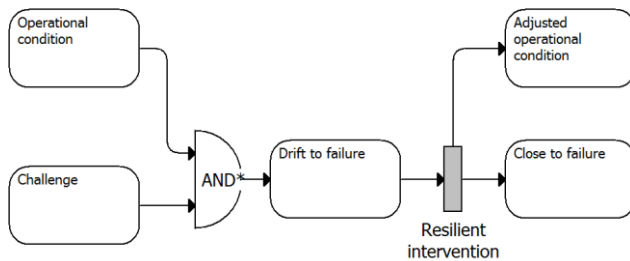 Operational
condition
Adjusted
operational
condition
Challenge
AND*
Drift to failure
Close to failure
Resilient
intervention